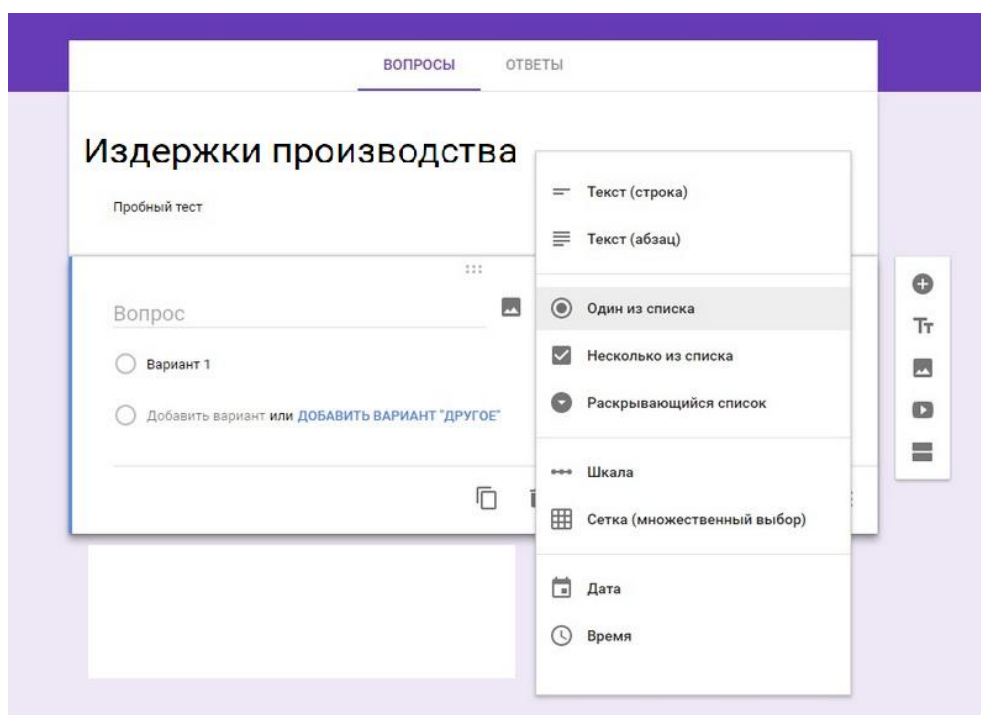 ВОПРОСЫ ОТВЕТЫ
Издержки производства
Пробный тест
Вопрос
Вариант 1
Добавить вариант или ДОБАВИТЬ ВАРИАНТ "ДРУГОЕ"
Текст (строка)
Текст (абзац)
Один из списка
Несколько из списка
Раскрывающийся список
Шкала
Сетка (множественный выбор)
Дата
Время
Тт